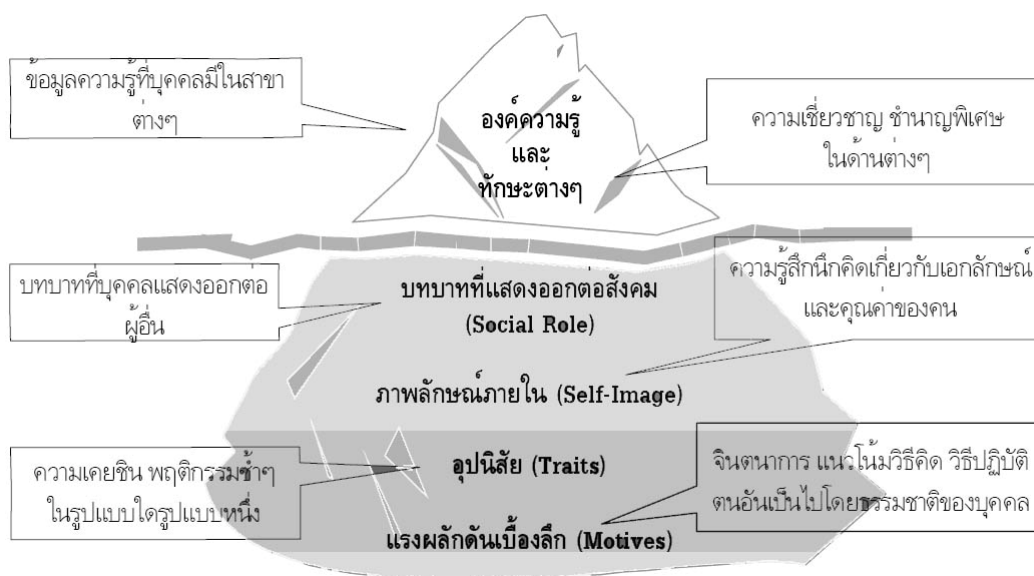 ข้อมูลความรู้ที่บุคคลมีในสาขา
ต่างๆ
องค์ความรู้
และ
ทักษะต่างๆ
ความเชี่ยวชาญ ชำนาญพิเศษ
ในด้านต่างๆ
บทบาทที่บุคคลแสดงออกต่อ
ผู้อื่น
บทบาทที่แสดงออกต่อสังคม
(Social Role)
ความรู้สึกนึกคิดเกี่ยวกับเอกลักษณ์
และคุณค่าของคน
ภาพลักษณ์ภายใน (Self-Image)
ความเคยชิน พฤติกรรมซ้ำๆ
ในรูปแบบใดรูปแบบหนึ่ง
อุปนิสัย (Traits)
จินตนาการ แนวโน้มวิธีคิด วิธีปฏิบัติ
ตนอันเป็นไปโดยธรรมชาติของบุคคล
แรงผลักดันเบื้องลึก (Motives)